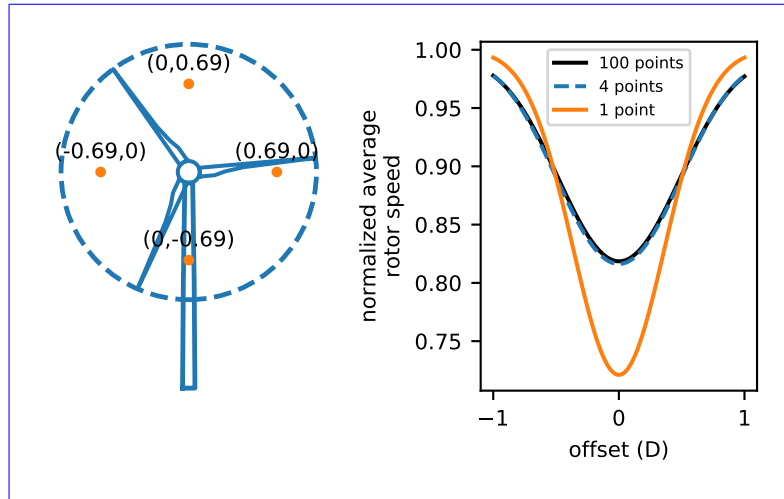 (0,0.69)
(-0.69,0)
(0.69,0)
(0,-0.69)
normalized average
rotor speed
1.00
0.95
0.90
0.85
0.80
0.75
100 points
4 points
1 point
−1
0
1
offset (D)